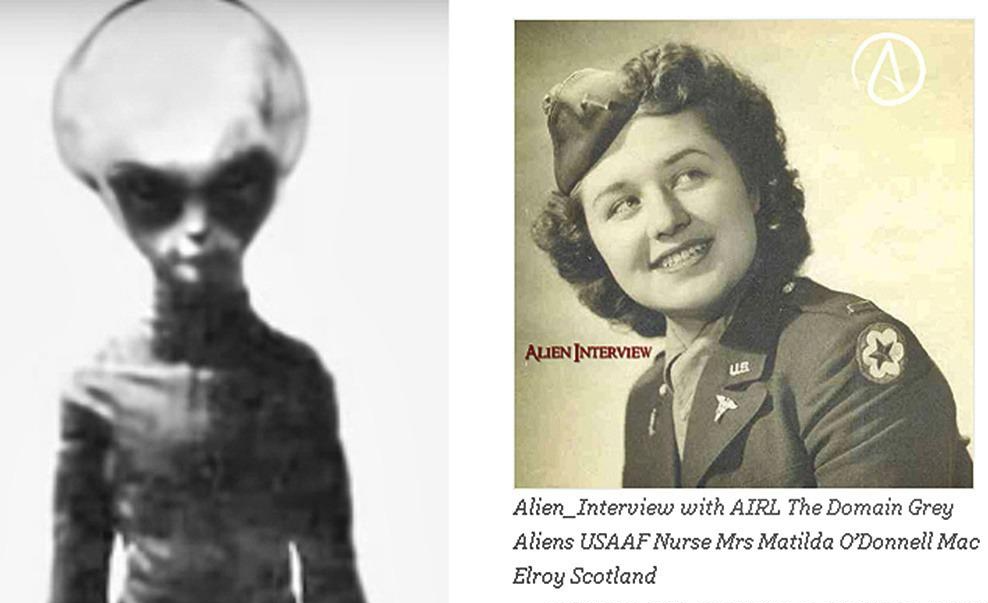 ALIEN INTERVIEW
U.S.
Alien_Interview with AIRL The Domain Grey
Aliens USAAF Nurse Mrs Matilda O'Donnell Mac
Elroy Scotland